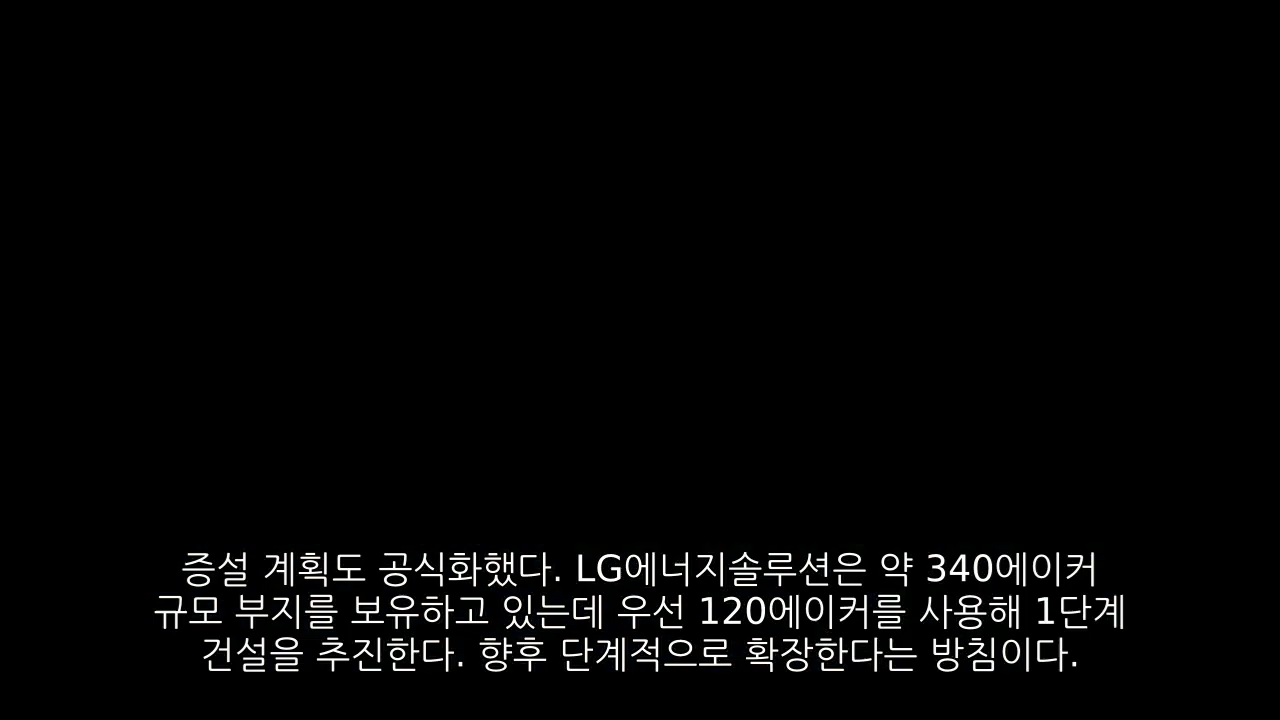 증설 계획도 공식화했다. LG에너지솔루션은 약 340에이커
규모 부지를 보유하고 있는데 우선 120에이커를 사용해 1단계
건설을 추진한다. 향후 단계적으로 확장한다는 방침이다.